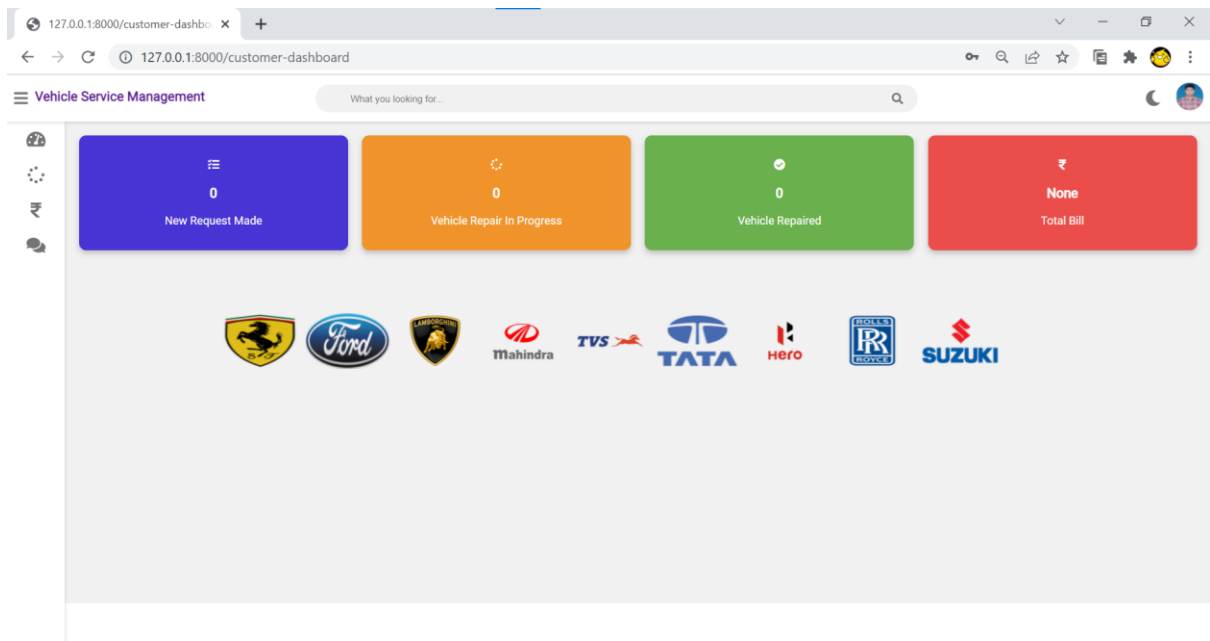 127.0.0.1:8000/customer-dashbo
127.0.0.1:8000/customer-dashboard
Vehicle Service Management
What you looking for...
0
New Request Made
0
Vehicle Repair In Progress
0
Vehicle Repaired
₹
None
Total Bill
₹
SF
Ford
LAMBORGHINI
Mahindra
TVS
TATA
Hero
ROLLS
RR
ROYCE
SUZUKI